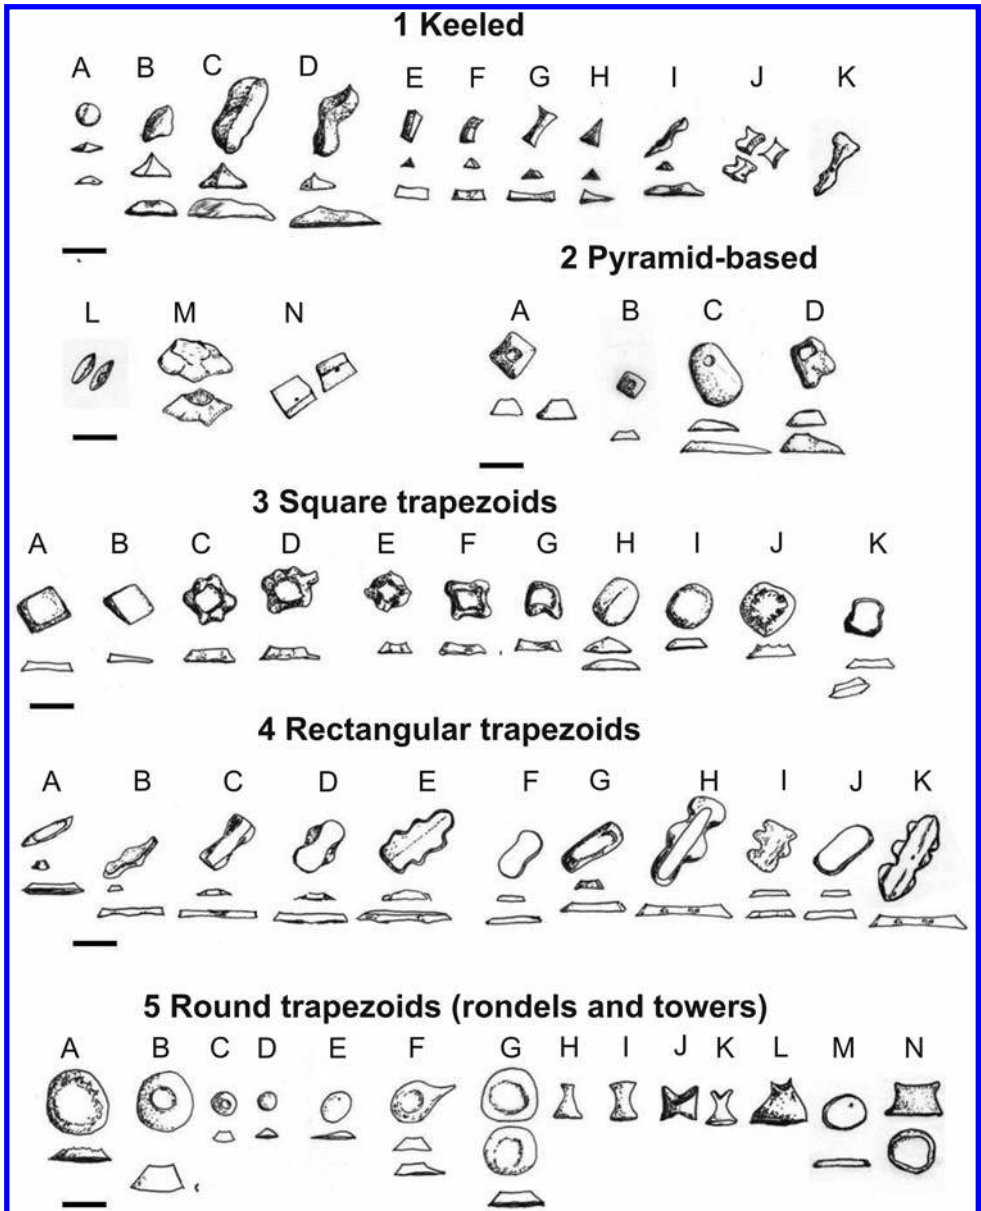 1 Keeled
A B C D E F G H I J K
2 Pyramid-based
L M N A B C D
3 Square trapezoids
A B C D E F G H I J K
4 Rectangular trapezoids
A B C D E F G H I J K
5 Round trapezoids (rondels and towers)
A B C D E F G H I J K L M N